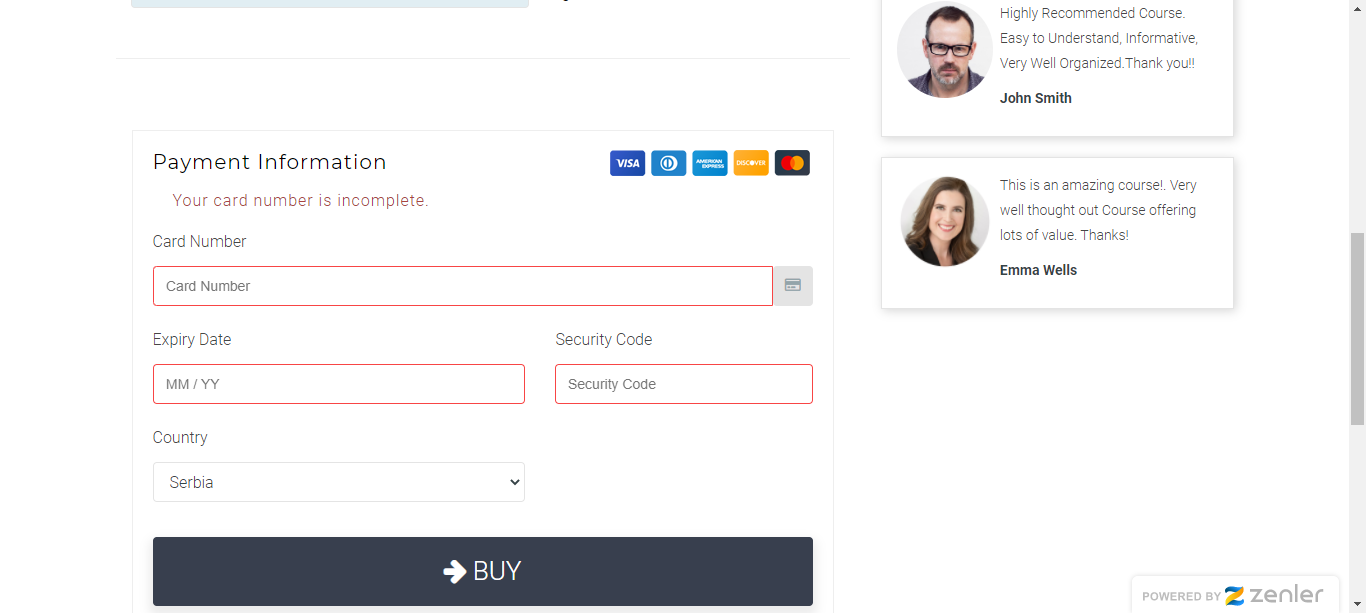 Highly Recommended Course.
Easy to Understand, Informative,
Very Well Organized.Thank you!!
John Smith
Payment Information
VISA
AMERICAN
EXPRESS
DISCOVER
Your card number is incomplete.
Card Number
Card Number
Expiry Date
Security Code
MM / YY
Security Code
Country
Serbia
BUY
This is an amazing course!. Very
well thought out Course offering
lots of value. Thanks!
Emma Wells
POWERED BY zenler